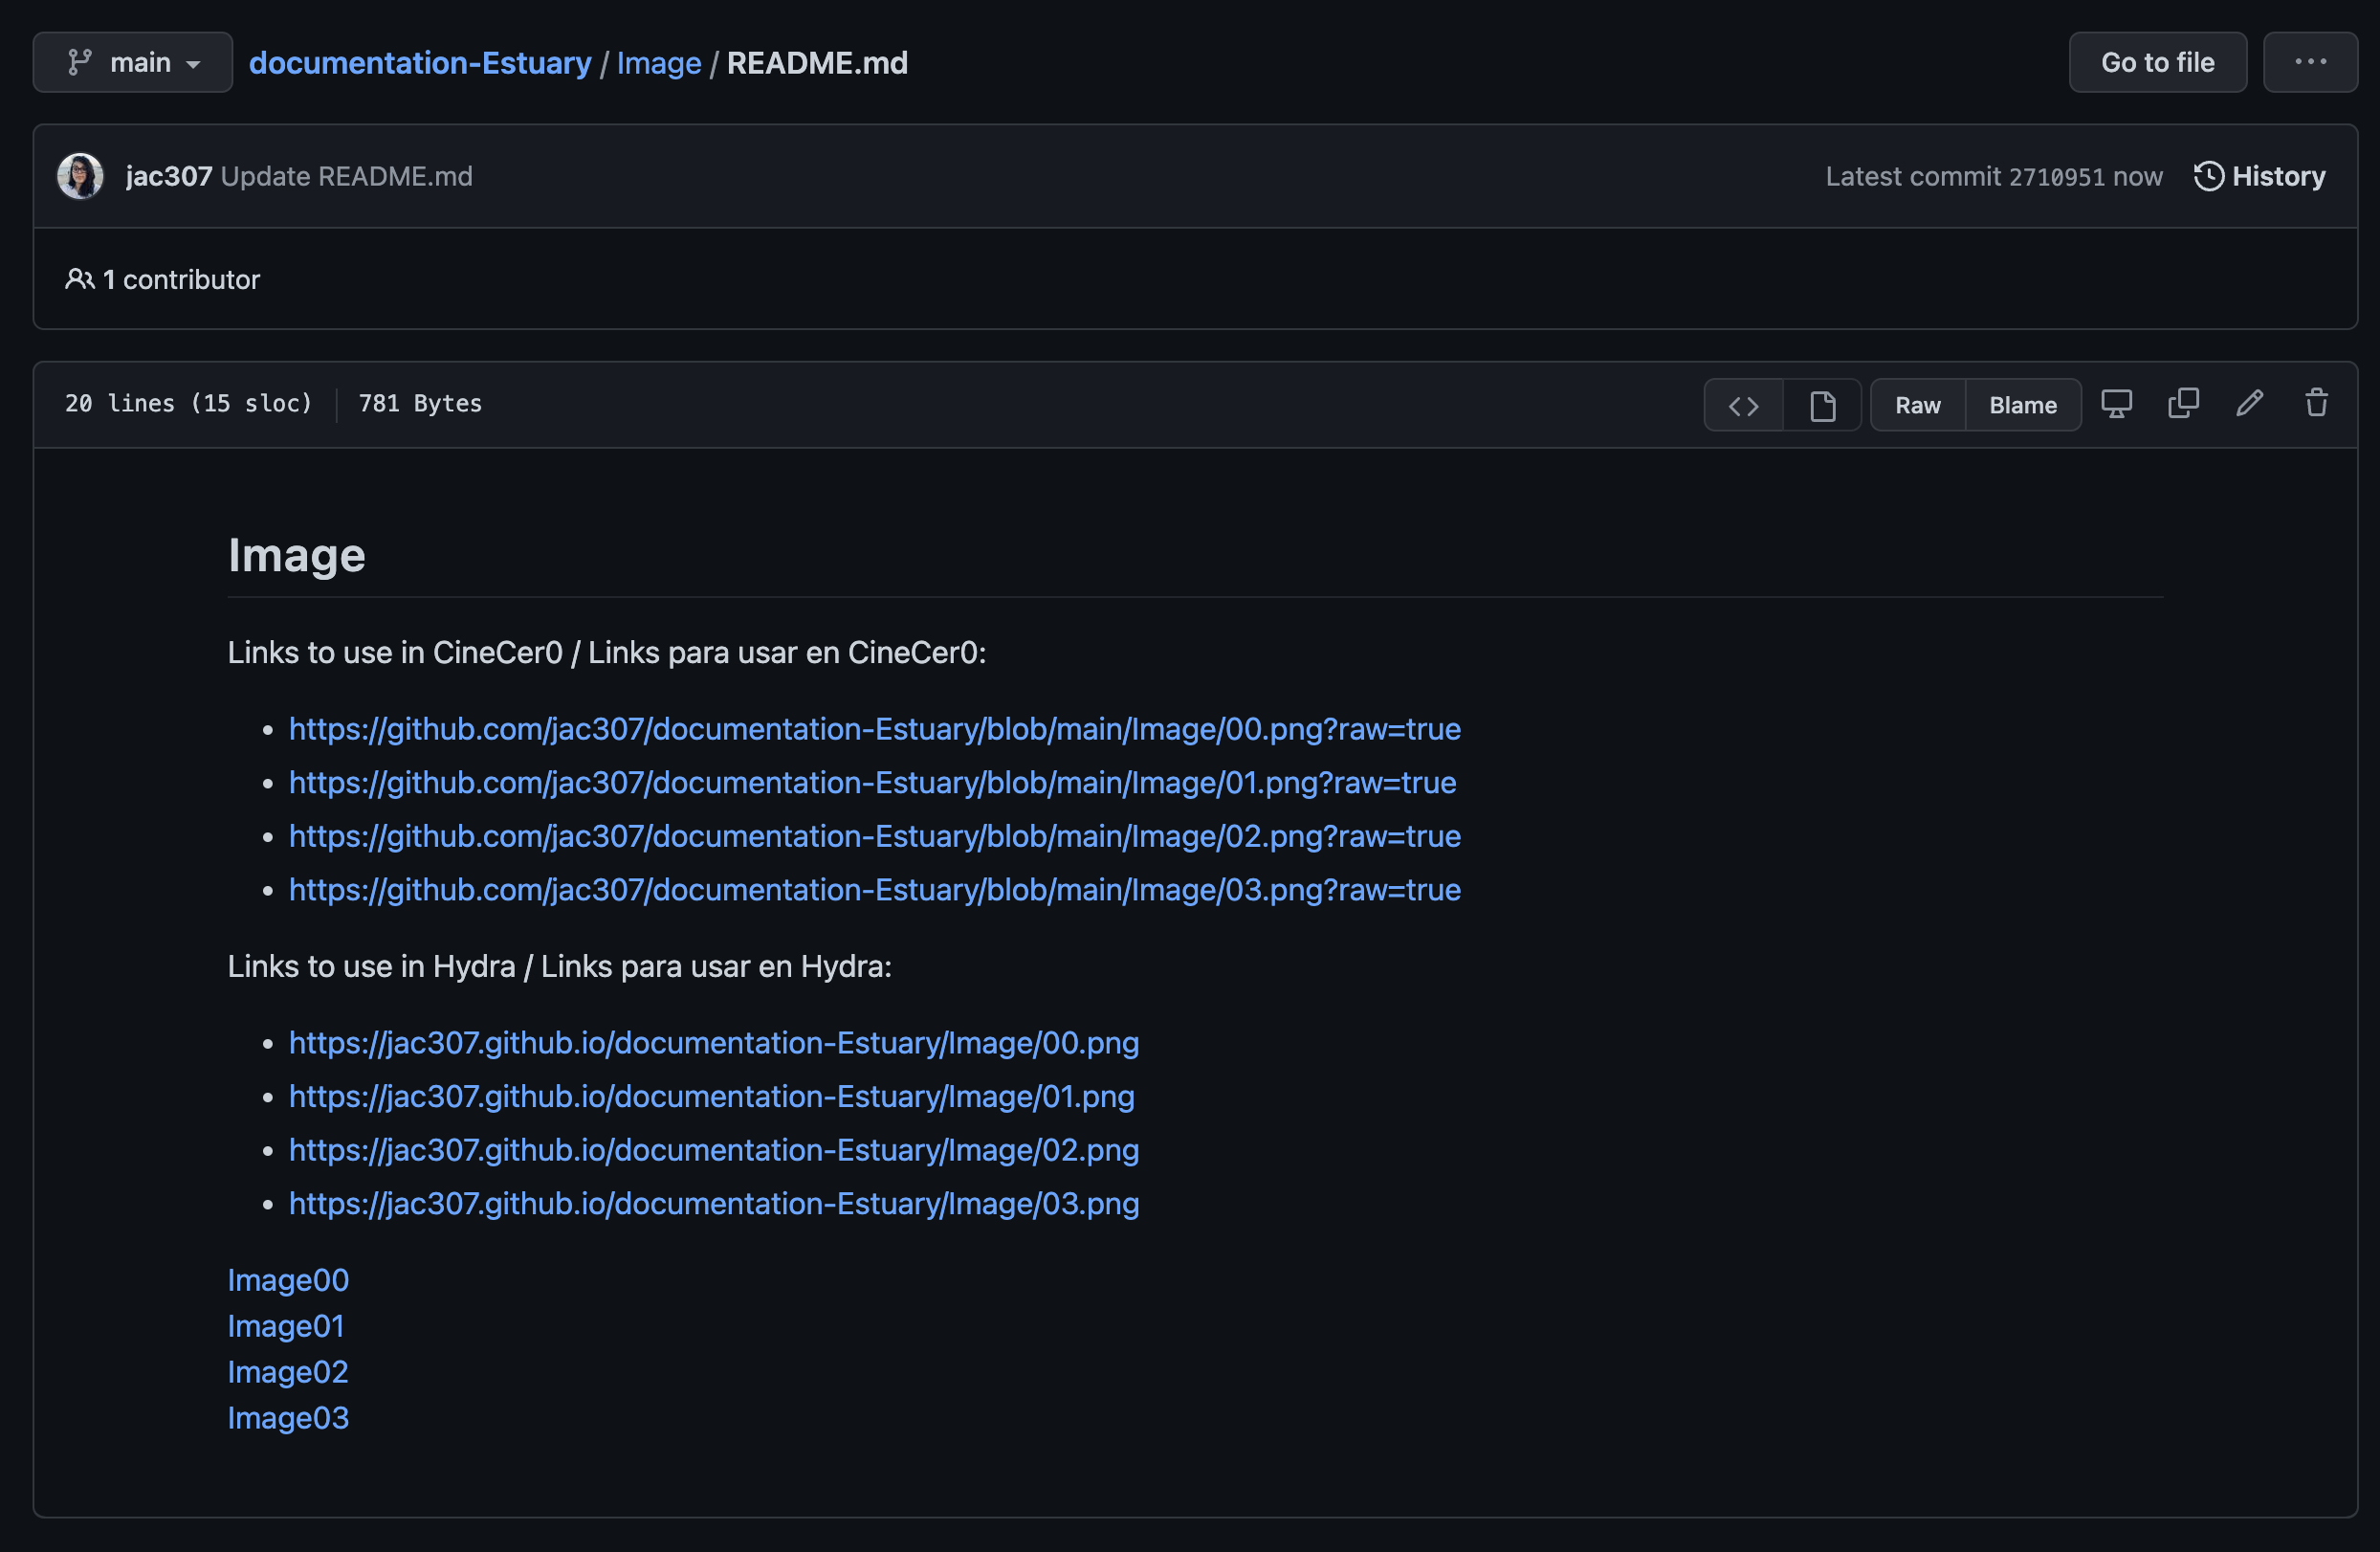 main documentation-Estuary / Image / README.md Go to file ...
jac307 Update README.md Latest commit 2710951 now History
1 contributor
20 lines (15 sloc) 781 Bytes <> Raw Blame
Image
Links to use in CineCer0 / Links para usar en CineCer0:
• https://github.com/jac307/documentation-Estuary/blob/main/Image/00.png?raw=true
• https://github.com/jac307/documentation-Estuary/blob/main/Image/01.png?raw=true
• https://github.com/jac307/documentation-Estuary/blob/main/Image/02.png?raw=true
• https://github.com/jac307/documentation-Estuary/blob/main/Image/03.png?raw=true
Links to use in Hydra / Links para usar en Hydra:
• https://jac307.github.io/documentation-Estuary/Image/00.png
• https://jac307.github.io/documentation-Estuary/Image/01.png
• https://jac307.github.io/documentation-Estuary/Image/02.png
• https://jac307.github.io/documentation-Estuary/Image/03.png
Image00
Image01
Image02
Image03